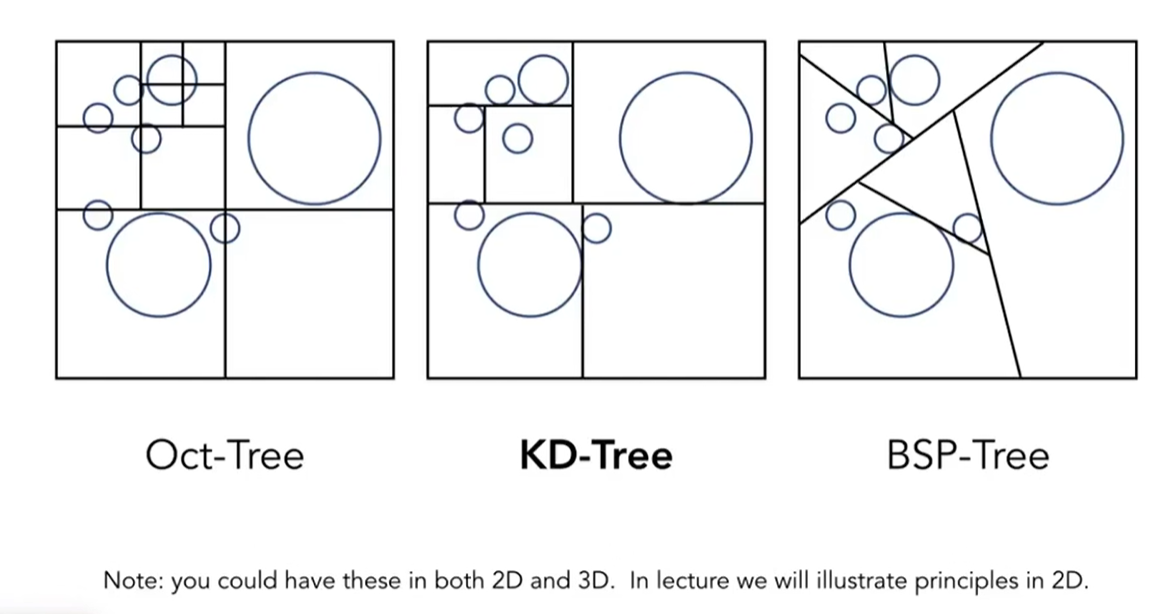 Oct-Tree
KD-Tree
BSP-Tree
Note: you could have these in both 2D and 3D.  In lecture we will illustrate principles in 2D.